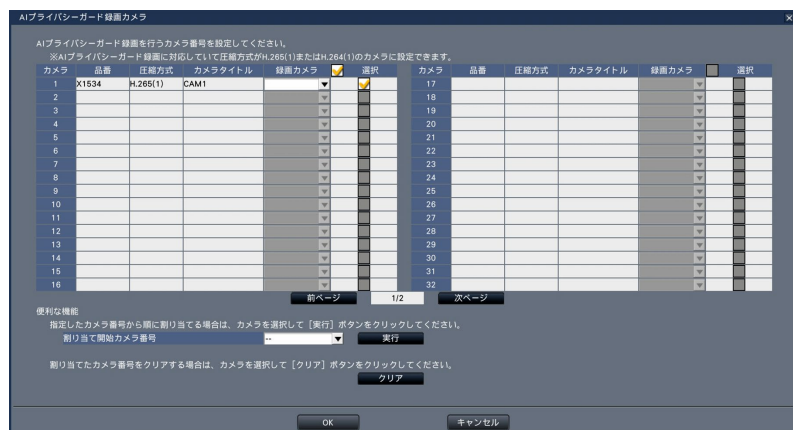 AIプライバシーガード録画カメラ ×
AIプライバシーガード録画を行うカメラ番号を設定してください。
※AIプライバシーガード録画に対応していて圧縮方式がH.265(1)またはH.264(1)のカメラに設定できます。
カメラ 品番 圧縮方式 カメラタイトル 録画カメラ 選択 カメラ 品番 圧縮方式 カメラタイトル 録画カメラ 選択
1 X1534 H.265(1) CAM1 17
2 18
3 19
4 20
5 21
6 22
7 23
8 24
9 25
10 26
11 27
12 28
13 29
14 30
15 31
16 32
前ページ 1/2 次ページ
便利な機能
指定したカメラ番号から順に割り当てる場合は、カメラを選択して［実行］ボタンをクリックしてください。
割り当て開始カメラ番号 -- 実行
割り当てたカメラ番号をクリアする場合は、カメラを選択して［クリア］ボタンをクリックしてください。
クリア
OK キャンセル